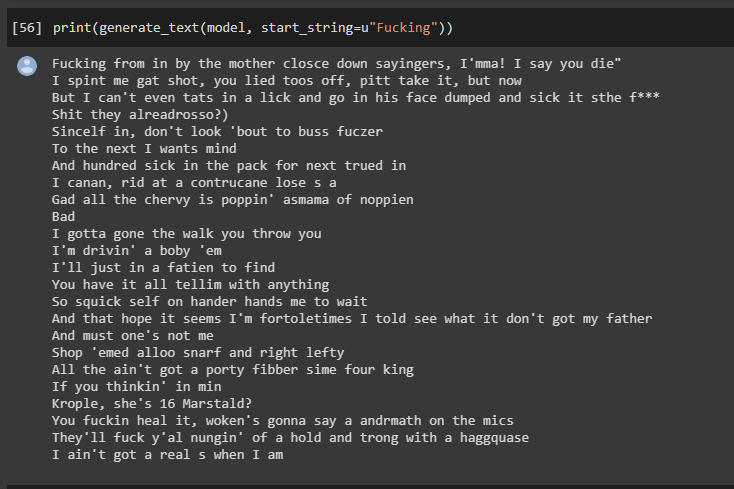 [56] print(generate_text(model, start_string=u"Fucking"))
Fucking from in by the mother closce down sayingers, I'mma! I say you die"
I spint me gat shot, you lied toos off, pitt take it, but now
But I can't even tats in a lick and go in his face dumped and sick it sthe f***
Shit they alreadrosso?)
Sincelf in, don't look 'bout to buss fuczer
To the next I wants mind
And hundred sick in the pack for next trued in
I canan, rid at a contrucane lose s a
Gad all the chervy is poppin' asmama of noppien
Bad
I gotta gone the walk you throw you
I'm drivin' a boby 'em
I'll just in a fatien to find
You have it all tellim with anything
So squick self on hander hands me to wait
And that hope it seems I'm fortoletimes I told see what it don't got my father
And must one's not me
Shop 'emed alloo snarf and right lefty
All the ain't got a porty fibber sime four king
If you thinkin' in min
Krople, she's 16 Marstald?
You fuckin heal it, woken's gonna say a andrmath on the mics
They'll fuck y'al nungin' of a hold and trong with a haggquase
I ain't got a real s when I am